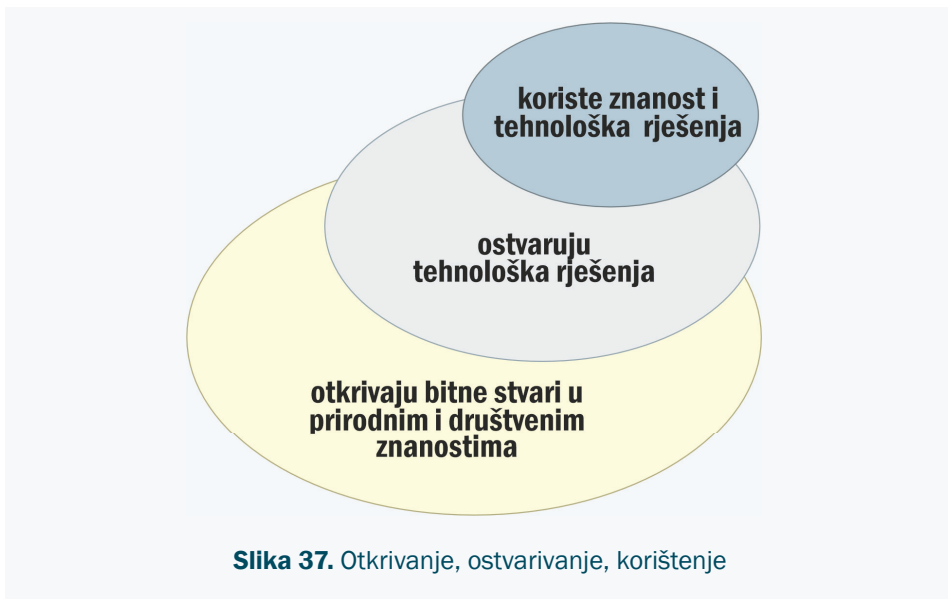 koriste znanost i
tehnološka rješenja
ostvaruju
tehnološka rješenja
otkrivaju bitne stvari u
prirodnim i društvenim
znanostima
Slika 37. Otkrivanje, ostvarivanje, korištenje